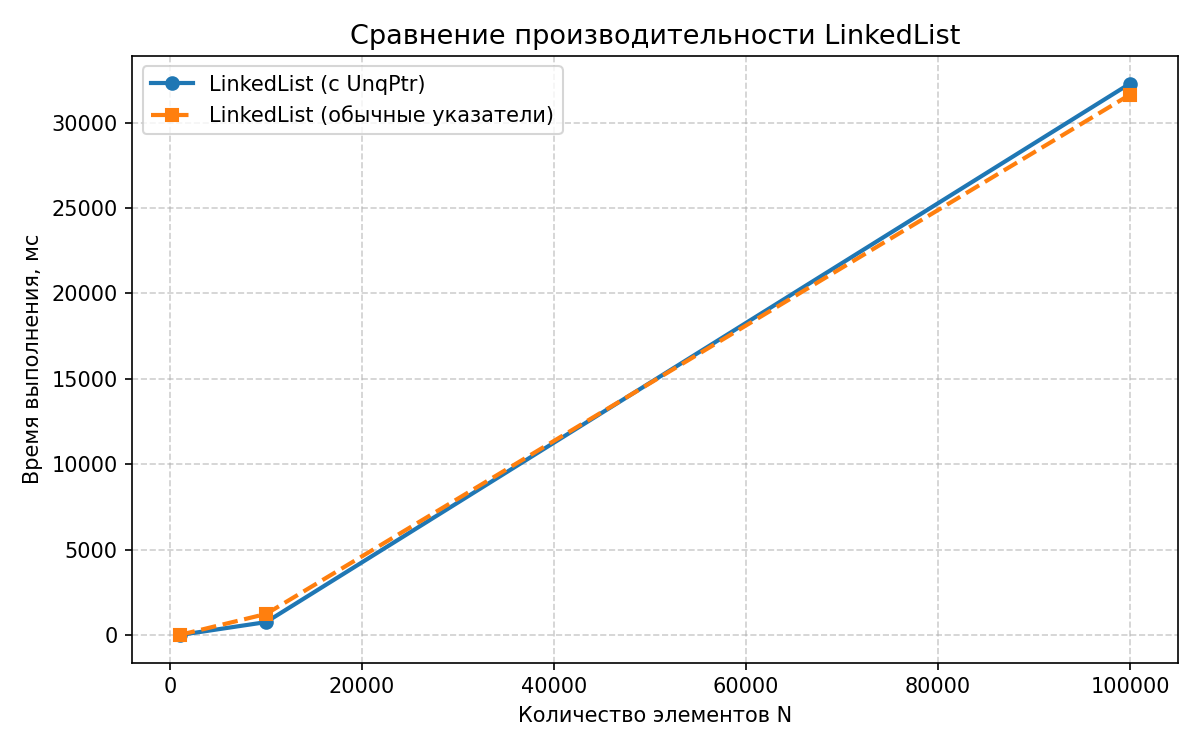 Сравнение производительности LinkedList
LinkedList (с UnqPtr)
LinkedList (обычные указатели)
Время выполнения, мс
30000
25000
20000
15000
10000
5000
0
0
20000
40000
60000
80000
100000
Количество элементов N